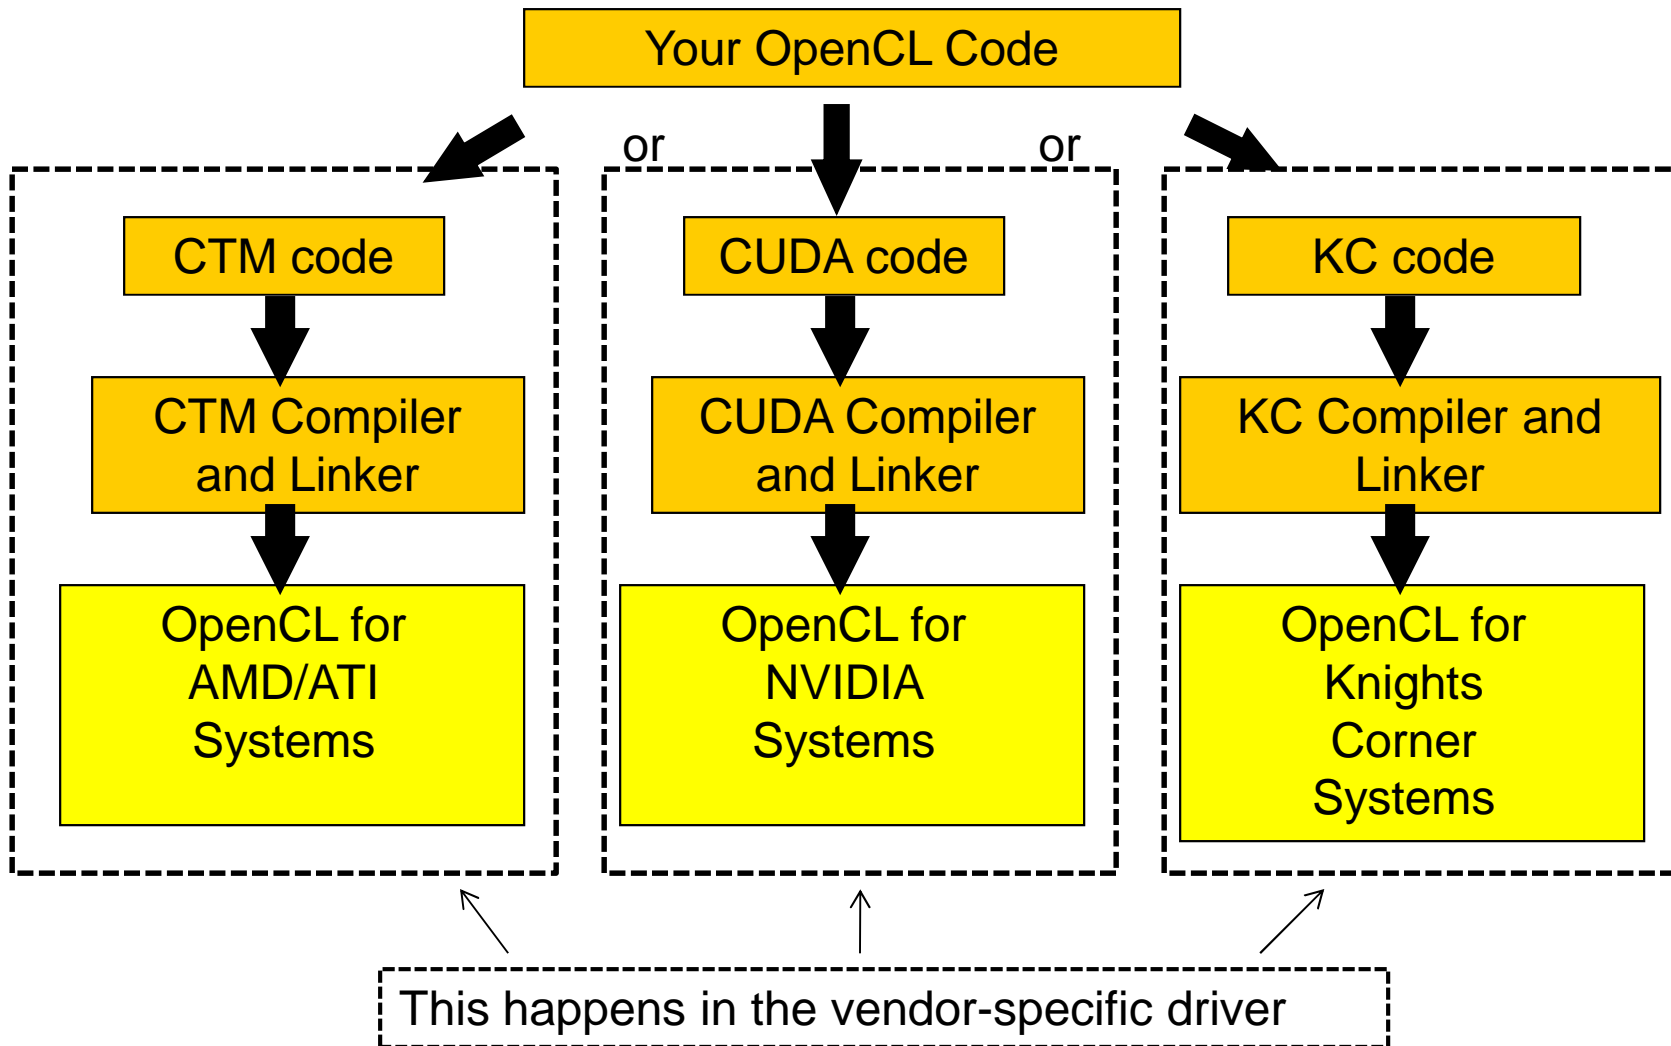 Your OpenCL Code
or
or
CTM code
CUDA code
KC code
CTM Compiler
and Linker
CUDA Compiler
and Linker
KC Compiler and
Linker
OpenCL for
AMD/ATI
Systems
OpenCL for
NVIDIA
Systems
OpenCL for
Knights
Corner
Systems
This happens in the vendor-specific driver